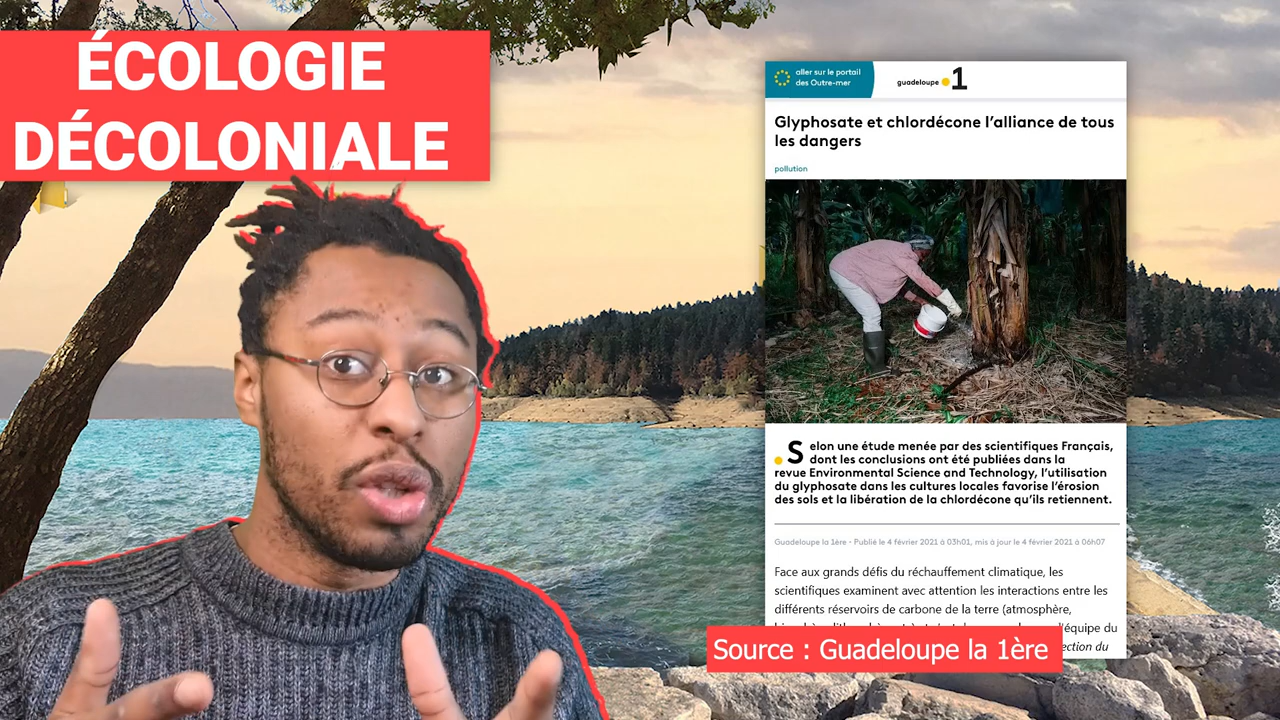 ÉCOLOGIE
DÉCOLONIALE
aller sur le portail
des Outre-mer
guadeloupe 1
Glyphosate et chlordécone l'alliance de tous
les dangers
pollution
Selon une étude menée par des scientifiques Français,
dont les conclusions ont été publiées dans la
revue Environmental Science and Technology, l'utilisation
du glyphosate dans les cultures locales favorise l'érosion
des sols et la libération de la chlordécone qu'ils retiennent.
Guadeloupe la 1ère • Publié le 4 février 2021 à 03h01, mis à jour le 4 février 2021 à 06h07
Face aux grands défis du réchauffement climatique, les
scientifiques examinent avec attention les interactions entre les
différents réservoirs de carbone de la terre (atmosphère,
l'équipe du
Source : Guadeloupe la 1ère